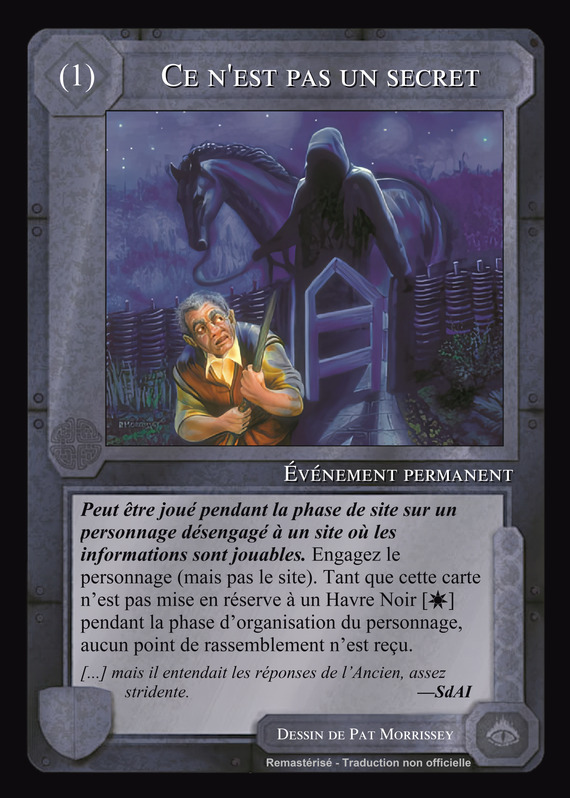 (1)
Ce n'est pas un secret
Événement permanent
Peut être joué pendant la phase de site sur un
personnage désengagé à un site où les
informations sont jouables. Engagez le
personnage (mais pas le site). Tant que cette carte
n’est pas mise en réserve à un Havre Noir [✷]
pendant la phase d’organisation du personnage,
aucun point de rassemblement n’est reçu.
[...] mais il entendait les réponses de l’Ancien, assez
stridente. —SdAI
Dessin de Pat Morrissey
Remastérisé - Traduction non officielle